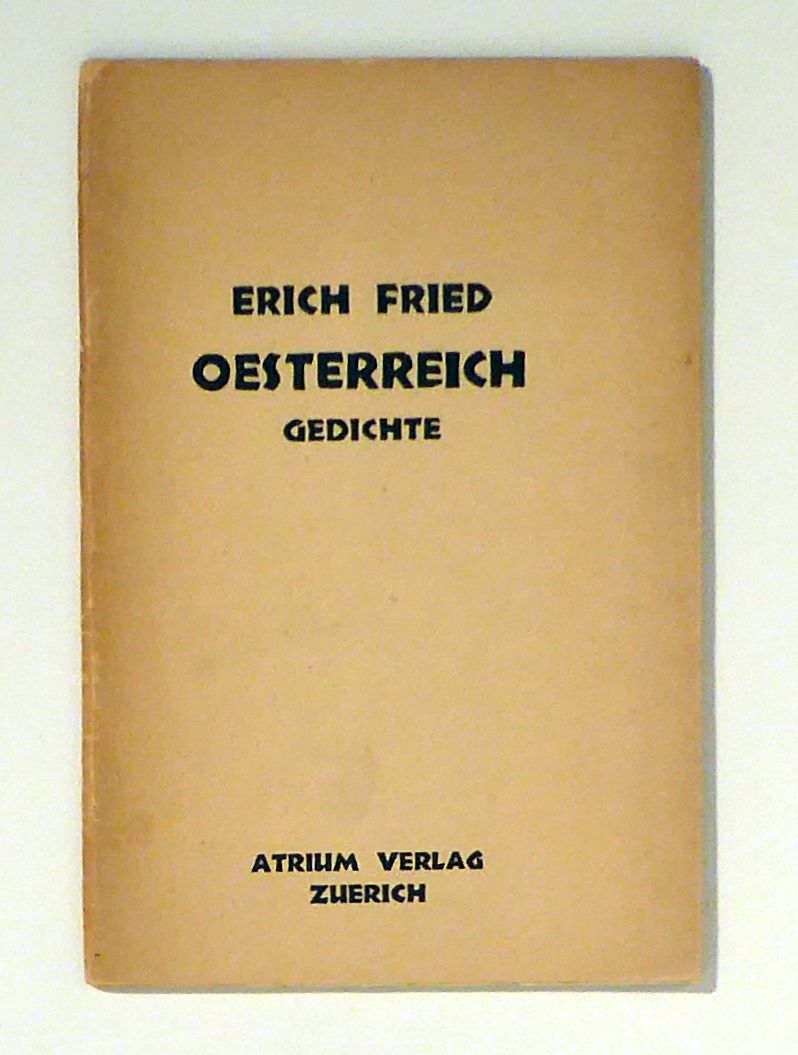 ERICH FRIED
OESTERREICH
GEDICHTE
ATRIUM VERLAG
ZUERICH